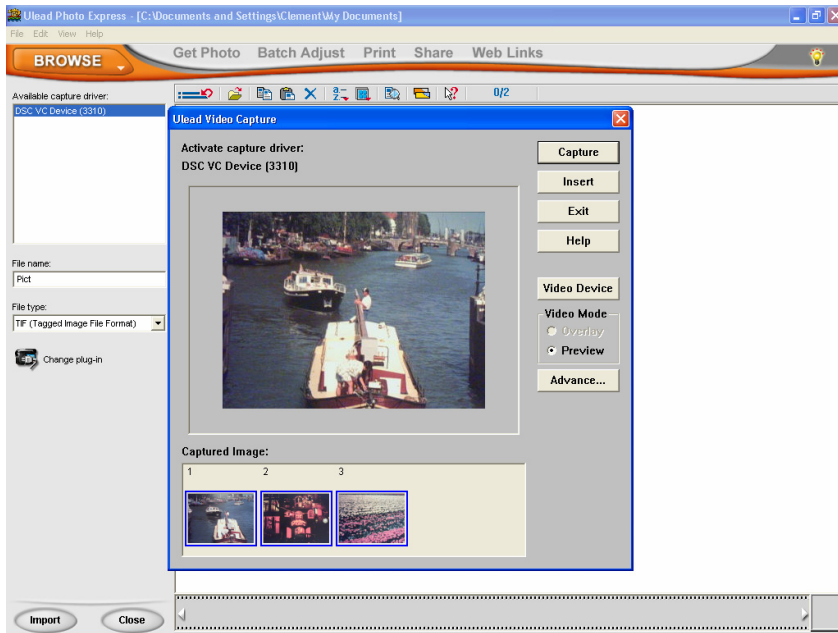 Ulead Photo Express - [C:\Documents and Settings\Clement\My Documents]
File Edit View Help
BROWSE
Get Photo Batch Adjust Print Share Web Links
0/2
Available capture driver:
DSC VC Device (3310)
File name:
Pict
File type:
TIF (Tagged Image File Format)
Change plug-in
Import
Close
Ulead Video Capture
Activate capture driver:
DSC VC Device (3310)
Capture
Insert
Exit
Help
Video Device
Video Mode
Overlay
Preview
Advance...
Captured Image:
1 2 3